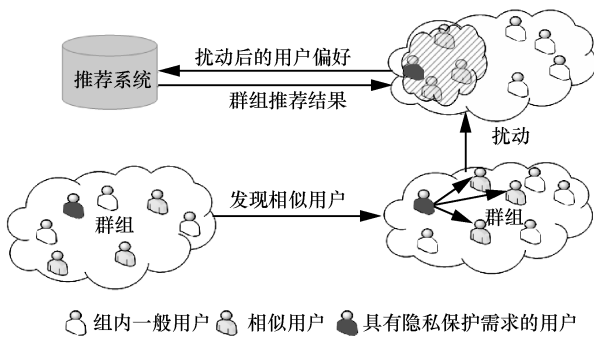 扰动后的用户偏好
推荐系统
群组推荐结果
扰动
发现相似用户
群组
群组
组内一般用户 相似用户 具有隐私保护需求的用户